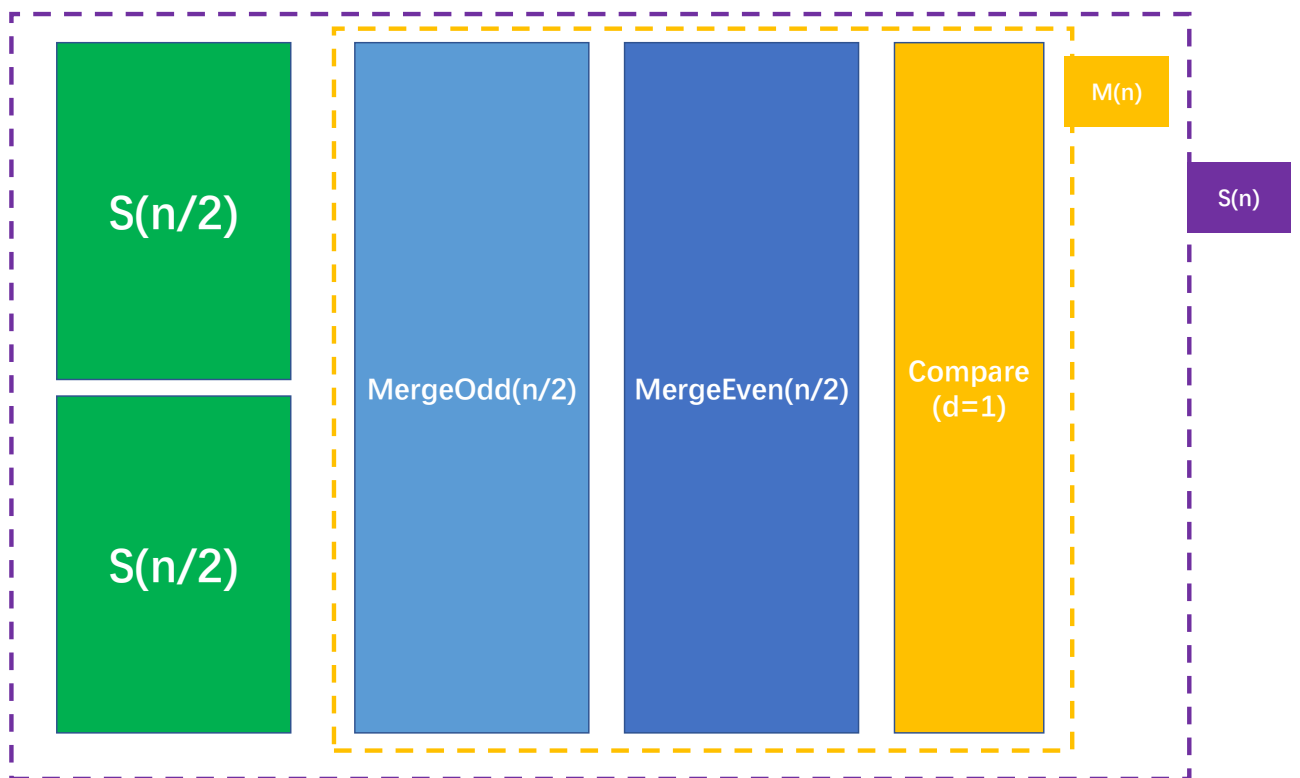 S(n/2)
S(n/2)
MergeOdd(n/2)
MergeEven(n/2)
Compare
(d=1)
M(n)
S(n)